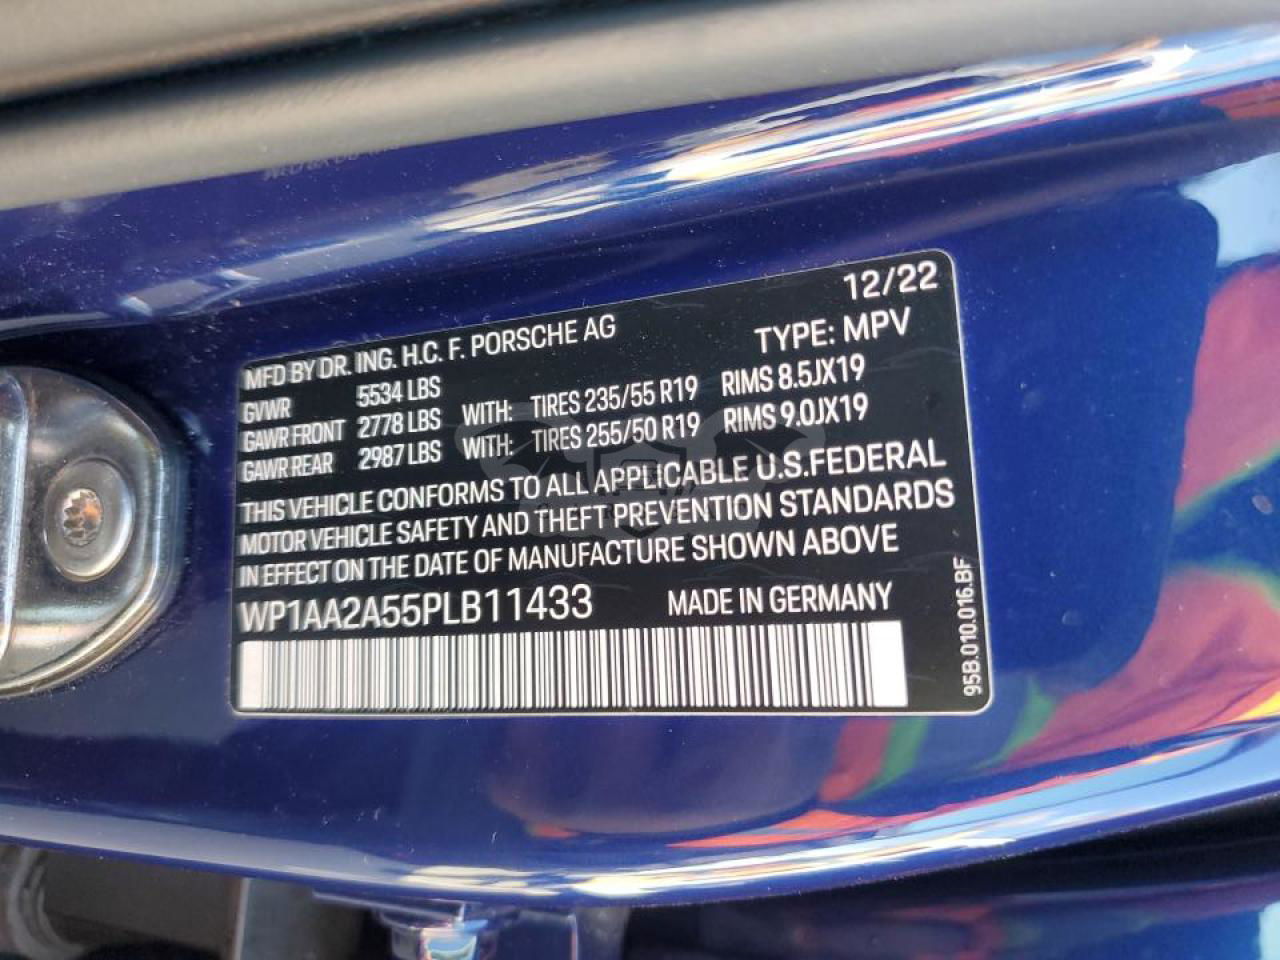 12/22
MFD BY DR. ING. H.C. F. PORSCHE AG TYPE: MPV
GVWR 5534 LBS
GAWR FRONT 2778 LBS WITH: TIRES 235/55 R19 RIMS 8.5JX19
GAWR REAR 2987 LBS WITH: TIRES 255/50 R19 RIMS 9.0JX19
THIS VEHICLE CONFORMS TO ALL APPLICABLE U.S.FEDERAL
MOTOR VEHICLE SAFETY AND THEFT PREVENTION STANDARDS
IN EFFECT ON THE DATE OF MANUFACTURE SHOWN ABOVE
WP1AA2A55PLB11433 MADE IN GERMANY
95B.010.016.BF